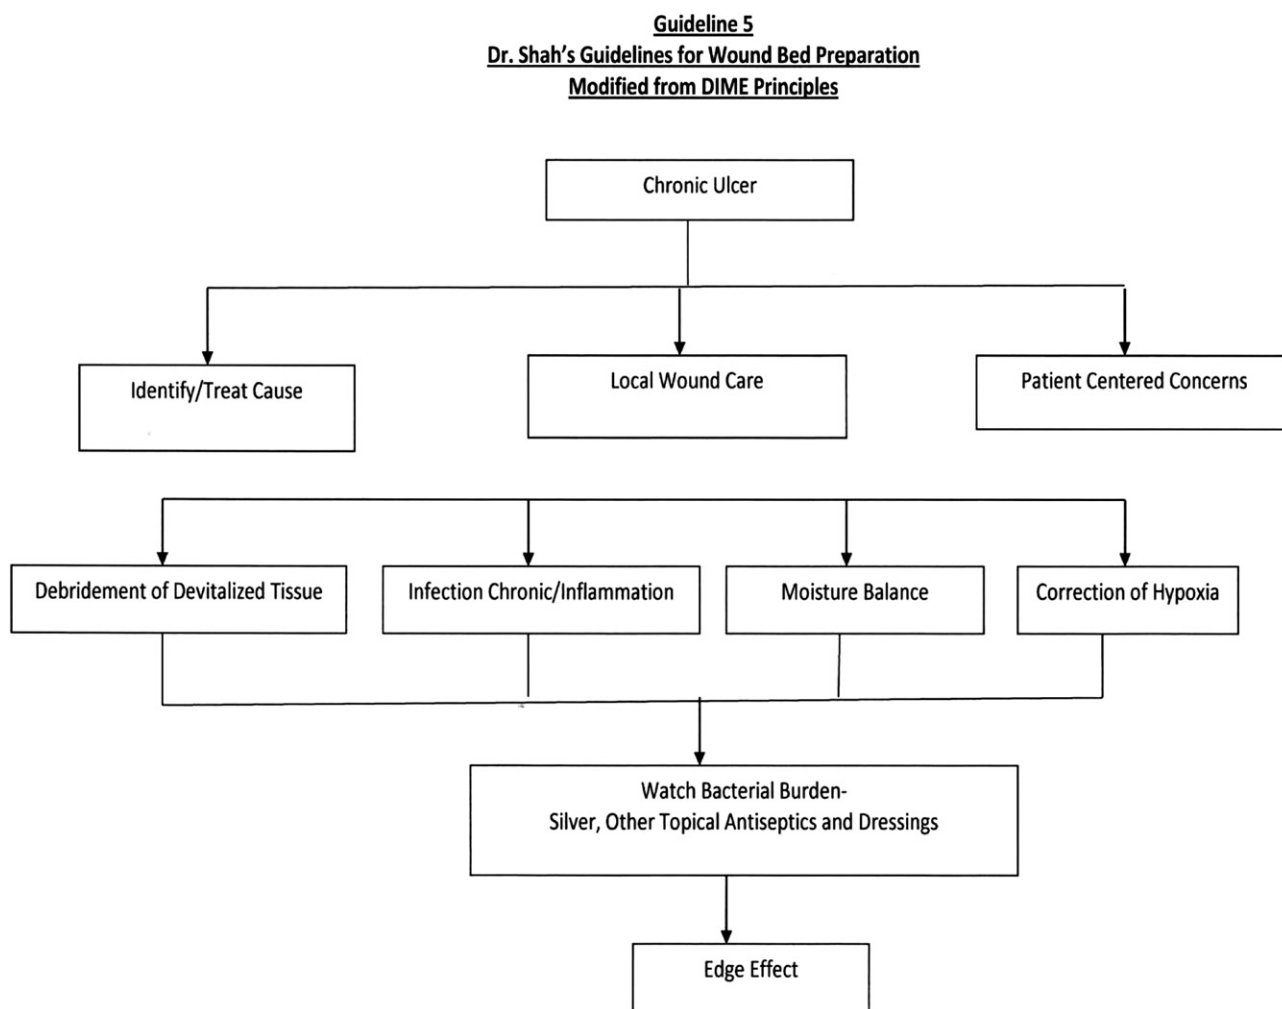 Guideline 5
Dr. Shah's Guidelines for Wound Bed Preparation
Modified from DIME Principles
Chronic Ulcer
Identify/Treat Cause
Local Wound Care
Patient Centered Concerns
Debridement of Devitalized Tissue
Infection Chronic/Inflammation
Moisture Balance
Correction of Hypoxia
Watch Bacterial Burden-
Silver, Other Topical Antiseptics and Dressings
Edge Effect